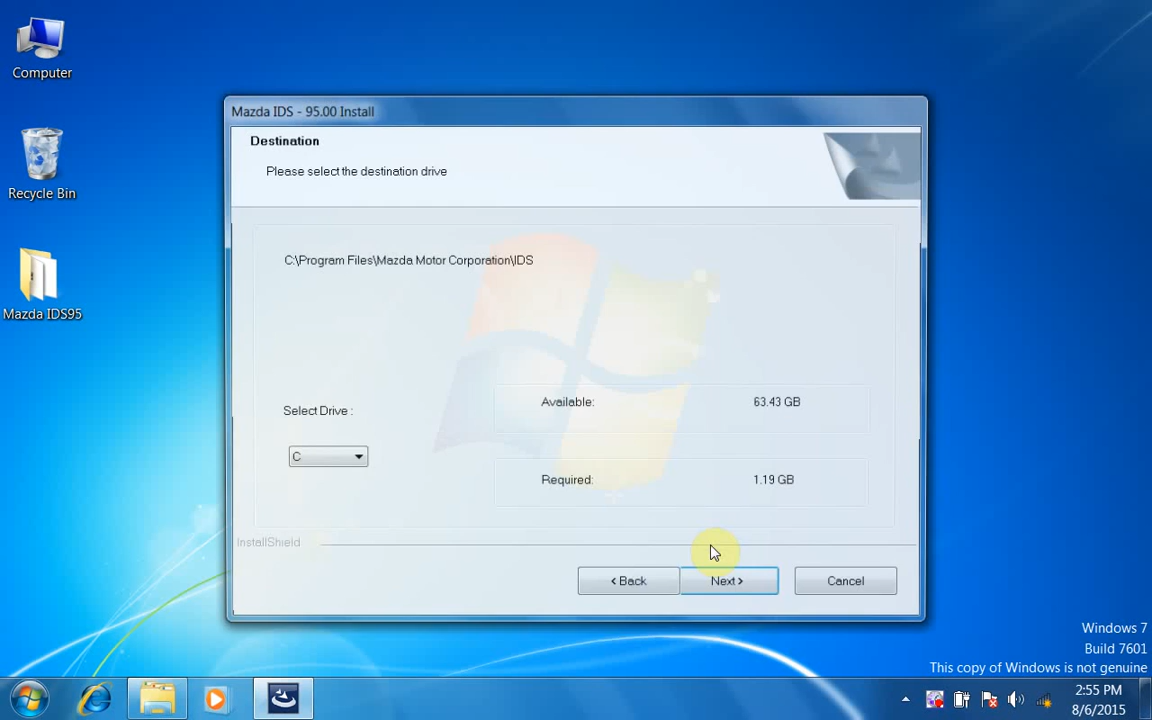 Computer
Recycle Bin
Mazda IDS95
Mazda IDS - 95.00 Install
Destination
Please select the destination drive
C:\Program Files\Mazda Motor Corporation\IDS
Select Drive :
C
Available: 63.43 GB
Required: 1.19 GB
InstallShield
< Back
Next >
Cancel
Windows 7
Build 7601
This copy of Windows is not genuine
2:55 PM
8/6/2015